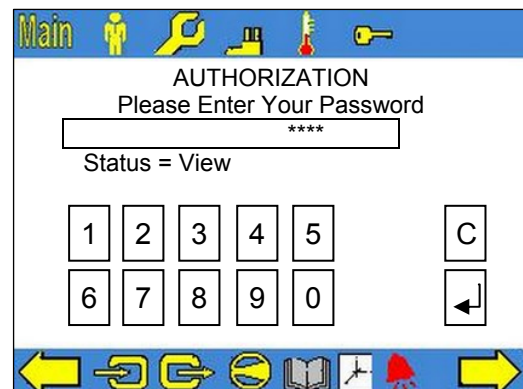 Main
AUTHORIZATION
Please Enter Your Password
****
Status = View
1 2 3 4 5 C
6 7 8 9 0